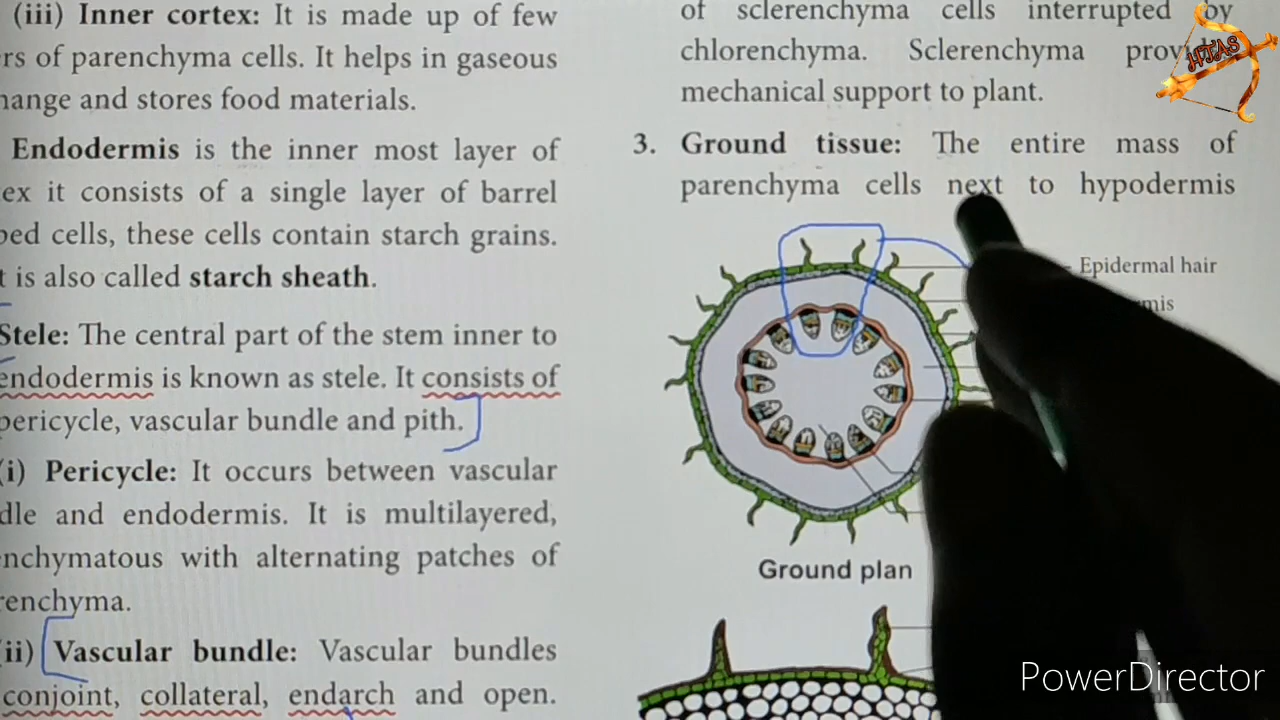 (iii) Inner cortex: It is made up of few
rs of parenchyma cells. It helps in gaseous
hange and stores food materials.
Endodermis is the inner most layer of
ex it consists of a single layer of barrel
ped cells, these cells contain starch grains.
t is also called starch sheath.
Stele: The central part of the stem inner to
endodermis is known as stele. It consists of
pericycle, vascular bundle and pith.
(i) Pericycle: It occurs between vascular
dle and endodermis. It is multilayered,
enchymatous with alternating patches of
renchyma.
(ii) Vascular bundle: Vascular bundles
conjoint, collateral, endarch and open.
of sclerenchyma cells interrupted by
chlorenchyma. Sclerenchyma provides
mechanical support to plant.
3. Ground tissue: The entire mass of
parenchyma cells next to hypodermis
Epidermal hair
mis
Ground plan
HTAS
PowerDirector